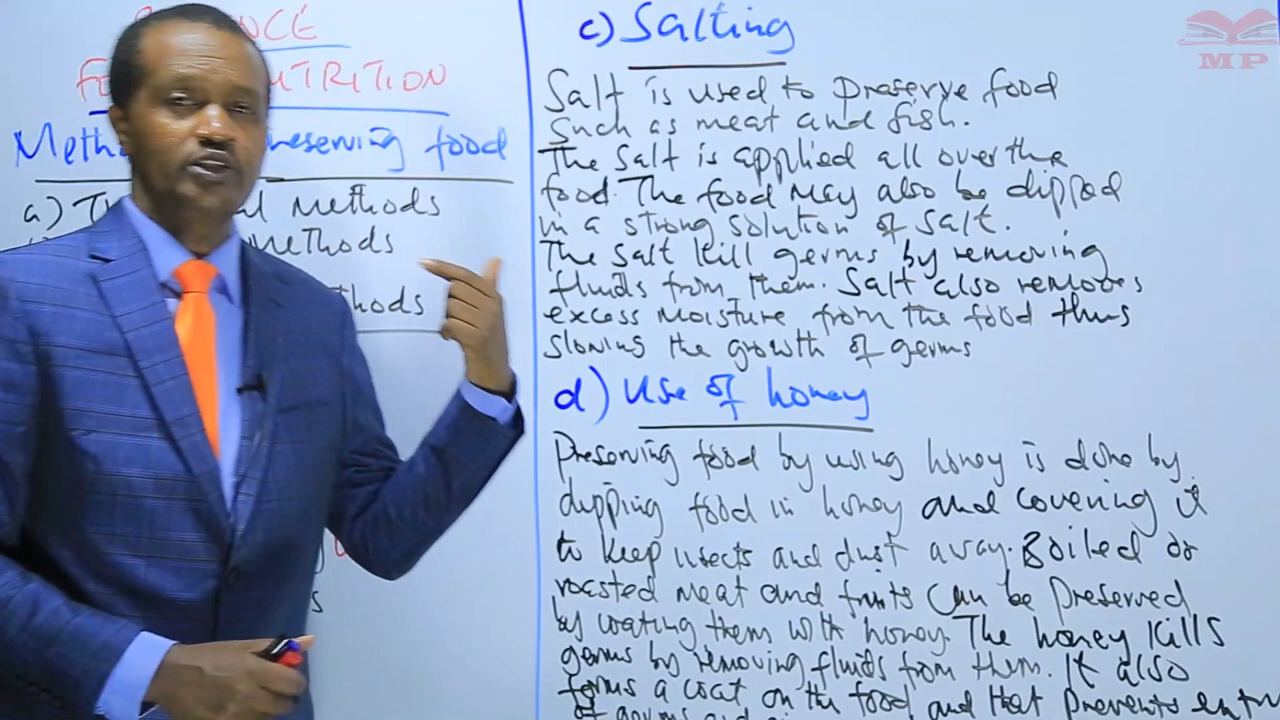 MUTRITION
preserving food
methods
methods
c) Salting
Salt is used to preserve food
such as meat and fish.
The salt is applied all over the
food. The food may also be dipped
in a strong solution of salt.
The salt kill germs by removing
fluids from them. Salt also removes
excess moisture from the food thus
slowing the growth of germs
d) Use of honey
Preserving food by using honey is done by
dipping food in honey and covering it
to keep insects and dust away. Boiled or
roasted meat and fruits can be preserved
by coating them with honey. The honey kills
germs by removing fluids from them. It also
forms a coat on the food and that prevents
of germs and
MP